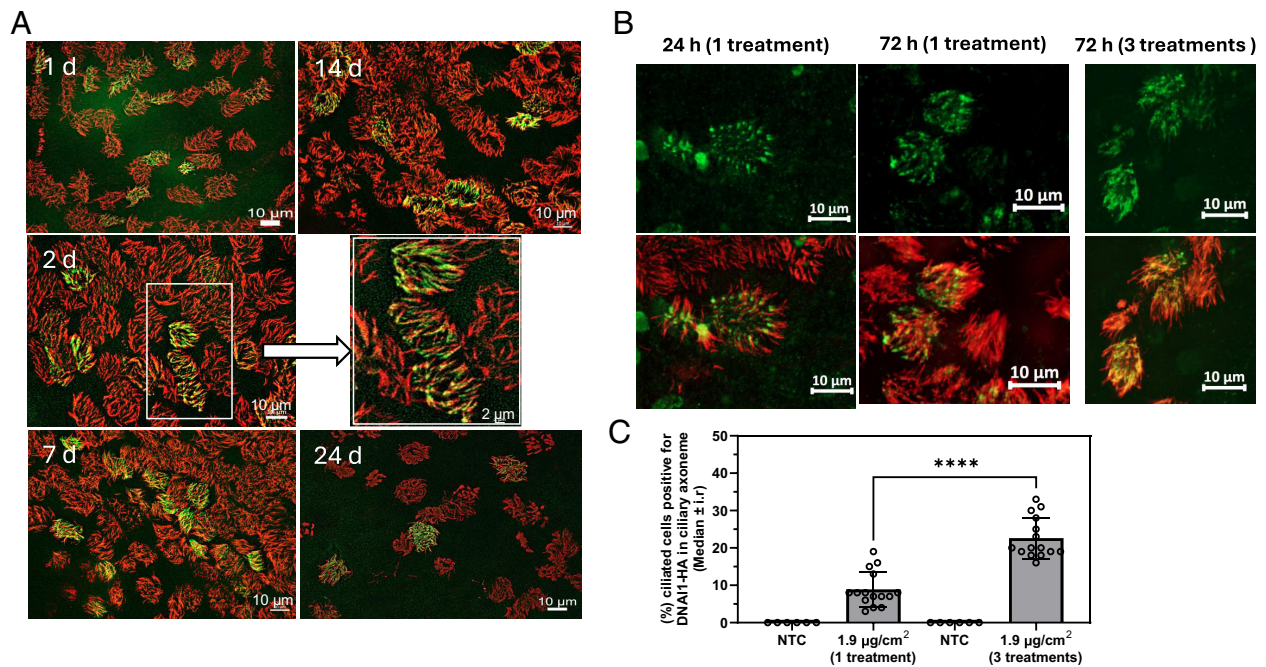 A
1 d
10 µm
14 d
10 µm
2 d
10 µm
2 µm
7 d
10 µm
24 d
10 µm
B
24 h (1 treatment)
72 h (1 treatment)
72 h (3 treatments )
10 µm
10 µm
10 µm
10 µm
10 µm
10 µm
C
(%) ciliated cells positive for
DNAI1-HA in ciliary axoneme
(Median ± i.r)
50
40
30
20
10
0
****
NTC
1.9 µg/cm²
(1 treatment)
NTC
1.9 µg/cm²
(3 treatments)